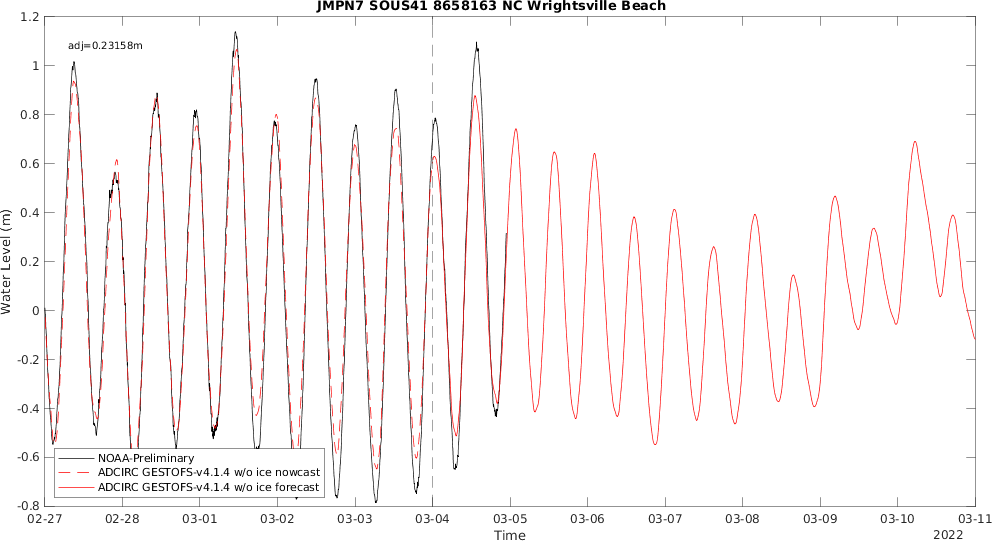 JMPN7 SOUS41 8658163 NC Wrightsville Beach
adj=0.23158m
1.2
1
0.8
0.6
0.4
0.2
0
-0.2
-0.4
-0.6
-0.8
Water Level (m)
NOAA-Preliminary
ADCIRC GESTOFS-v4.1.4 w/o ice nowcast
ADCIRC GESTOFS-v4.1.4 w/o ice forecast
02-27 02-28 03-01 03-02 03-03 03-04 03-05 03-06 03-07 03-08 03-09 03-10 03-11
Time
2022